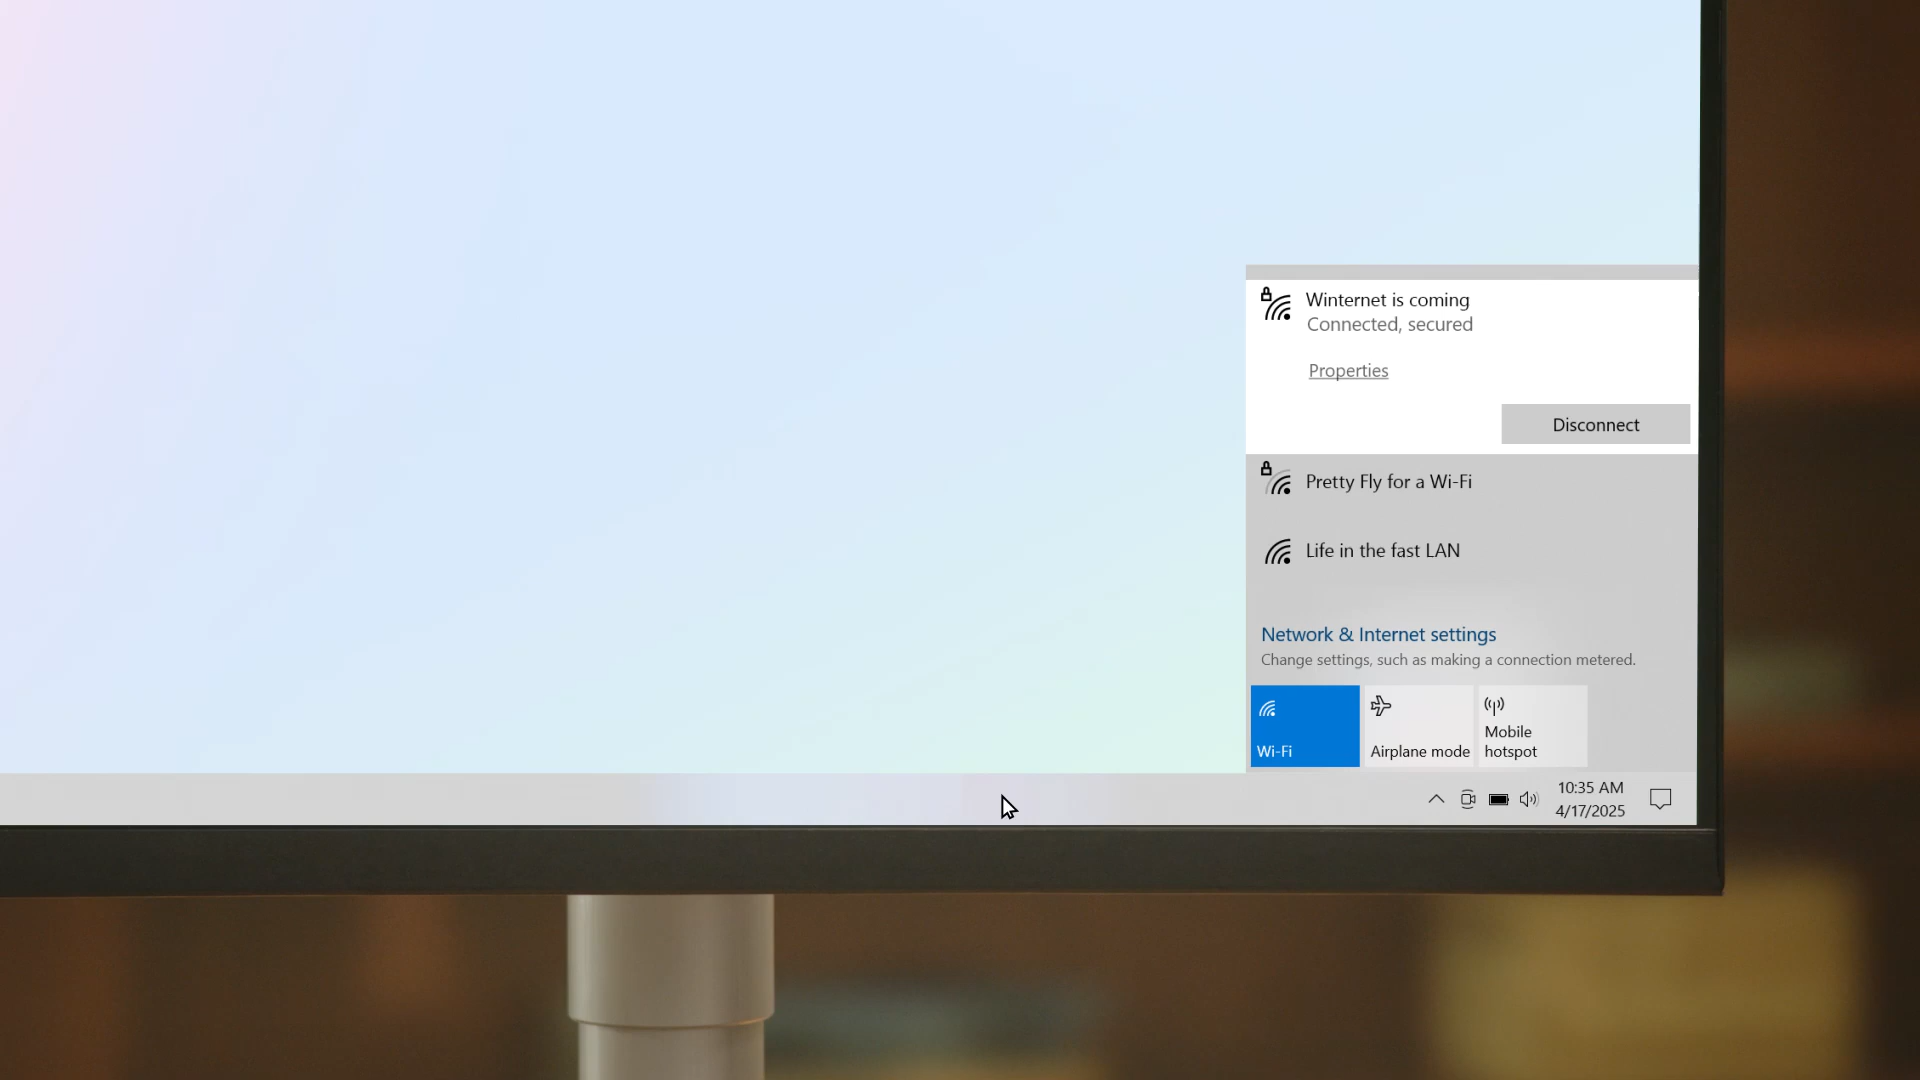 Winternet is coming
Connected, secured
Properties
Disconnect
Pretty Fly for a Wi-Fi
Life in the fast LAN
Network & Internet settings
Change settings, such as making a connection metered.
Wi-Fi
Airplane mode
Mobile
hotspot
10:35 AM
4/17/2025